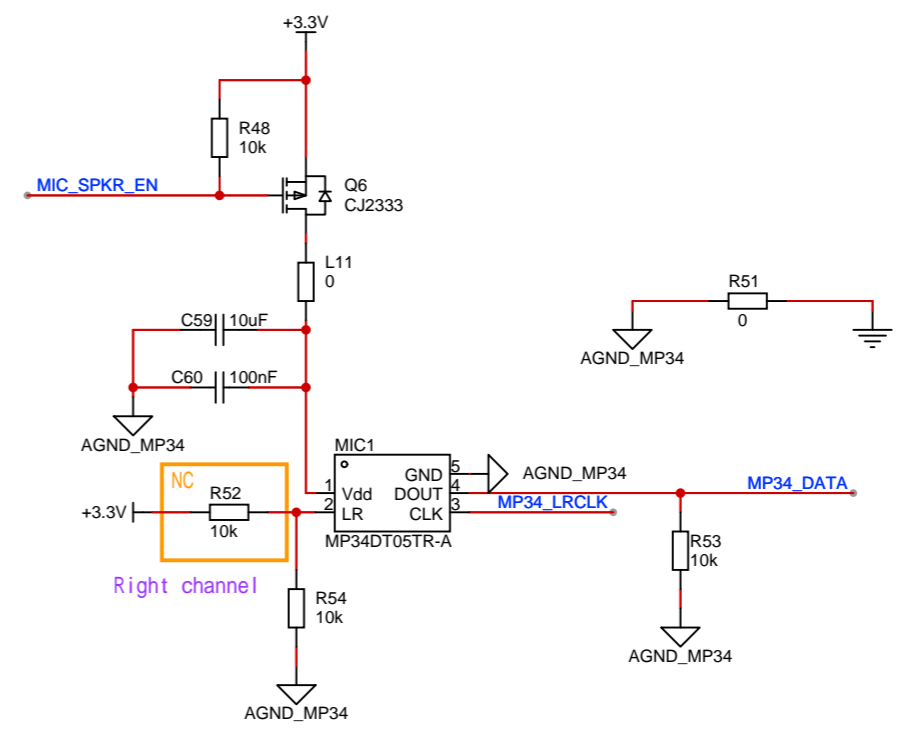 +3.3V
R48
10k
MIC_SPKR_EN
Q6
CJ2333
L11
0
R51
0
AGND_MP34
C59
10uF
C60
100nF
AGND_MP34
MIC1
NC
R52
10k
+3.3V
1
Vdd
2
LR
GND
5
DOUT
4
CLK
3
MP34DT05TR-A
AGND_MP34
MP34_DATA
MP34_LRCLK
R53
10k
AGND_MP34
Right channel
R54
10k
AGND_MP34